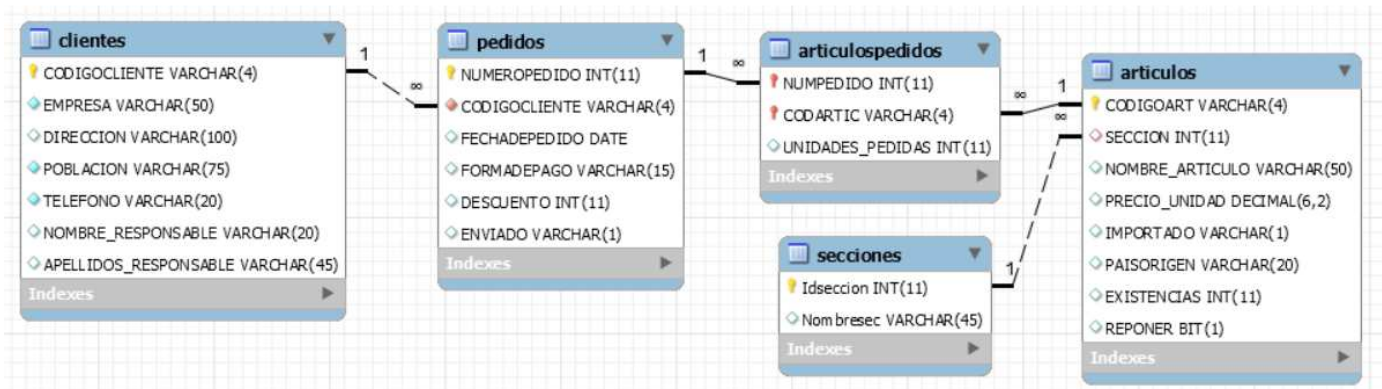 clientes
CODIGOCLIENTE VARCHAR(4)
EMPRESA VARCHAR(50)
DIRECCION VARCHAR(100)
POBLACION VARCHAR(75)
TELEFONO VARCHAR(20)
NOMBRE_RESPONSABLE VARCHAR(20)
APELLIDOS_RESPONSABLE VARCHAR(45)
Indexes
1
∞
pedidos
NUMEROPEDIDO INT(11)
CODIGOCLIENTE VARCHAR(4)
FECHADEPEDIDO DATE
FORMADEPAGO VARCHAR(15)
DESCUENTO INT(11)
ENVIADO VARCHAR(1)
Indexes
1
∞
articulospedidos
NUMPEDIDO INT(11)
CODARTIC VARCHAR(4)
UNIDADES_PEDIDAS INT(11)
Indexes
∞
1
secciones
Idseccion INT(11)
Nombresec VARCHAR(45)
Indexes
1
∞
articulos
CODIGOART VARCHAR(4)
SECCION INT(11)
NOMBRE_ARTICULO VARCHAR(50)
PRECIO_UNIDAD DECIMAL(6,2)
IMPORTADO VARCHAR(1)
PAISORIGEN VARCHAR(20)
EXISTENCIAS INT(11)
REPONER BIT(1)
Indexes